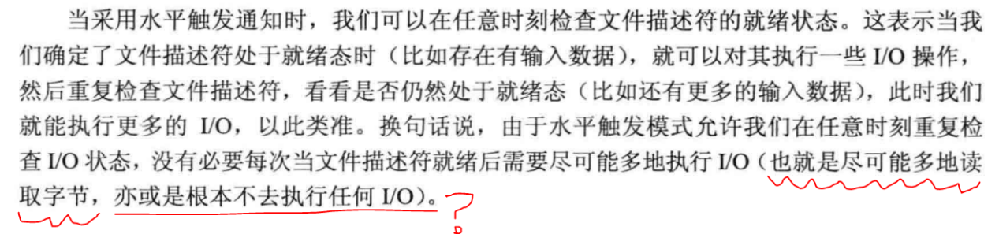 当采用水平触发通知时，我们可以在任意时刻检查文件描述符的就绪状态。这表示当我
们确定了文件描述符处于就绪态时（比如存在有输入数据），就可以对其执行一些 I/O 操作，
然后重复检查文件描述符，看看是否仍然处于就绪态（比如还有更多的输入数据），此时我们
就能执行更多的 I/O，以此类准。换句话说，由于水平触发模式允许我们在任意时刻重复检
查 I/O 状态，没有必要每次当文件描述符就绪后需要尽可能多地执行 I/O（也就是尽可能多地读
取字节，亦或是根本不去执行任何 I/O）。?